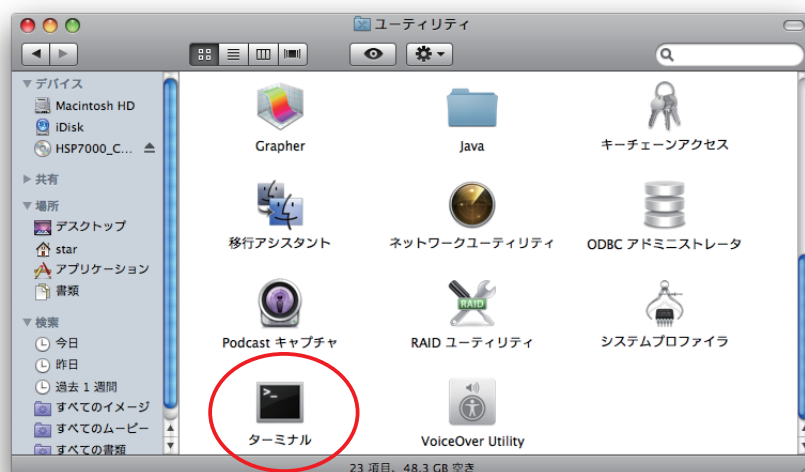 ユーティリティ
デバイス
Macintosh HD
iDisk
HSP7000_C...
共有
場所
デスクトップ
star
アプリケーション
書類
検索
今日
昨日
過去 1 週間
すべてのイメージ
すべてのムービー
すべての書類
Grapher
Java
キーチェーンアクセス
移行アシスタント
ネットワークユーティリティ
ODBC アドミニストレータ
Podcast キャプチャ
RAID
RAID ユーティリティ
システムプロファイラ
>_
ターミナル
VoiceOver Utility
23 項目、48.3 GB 空き